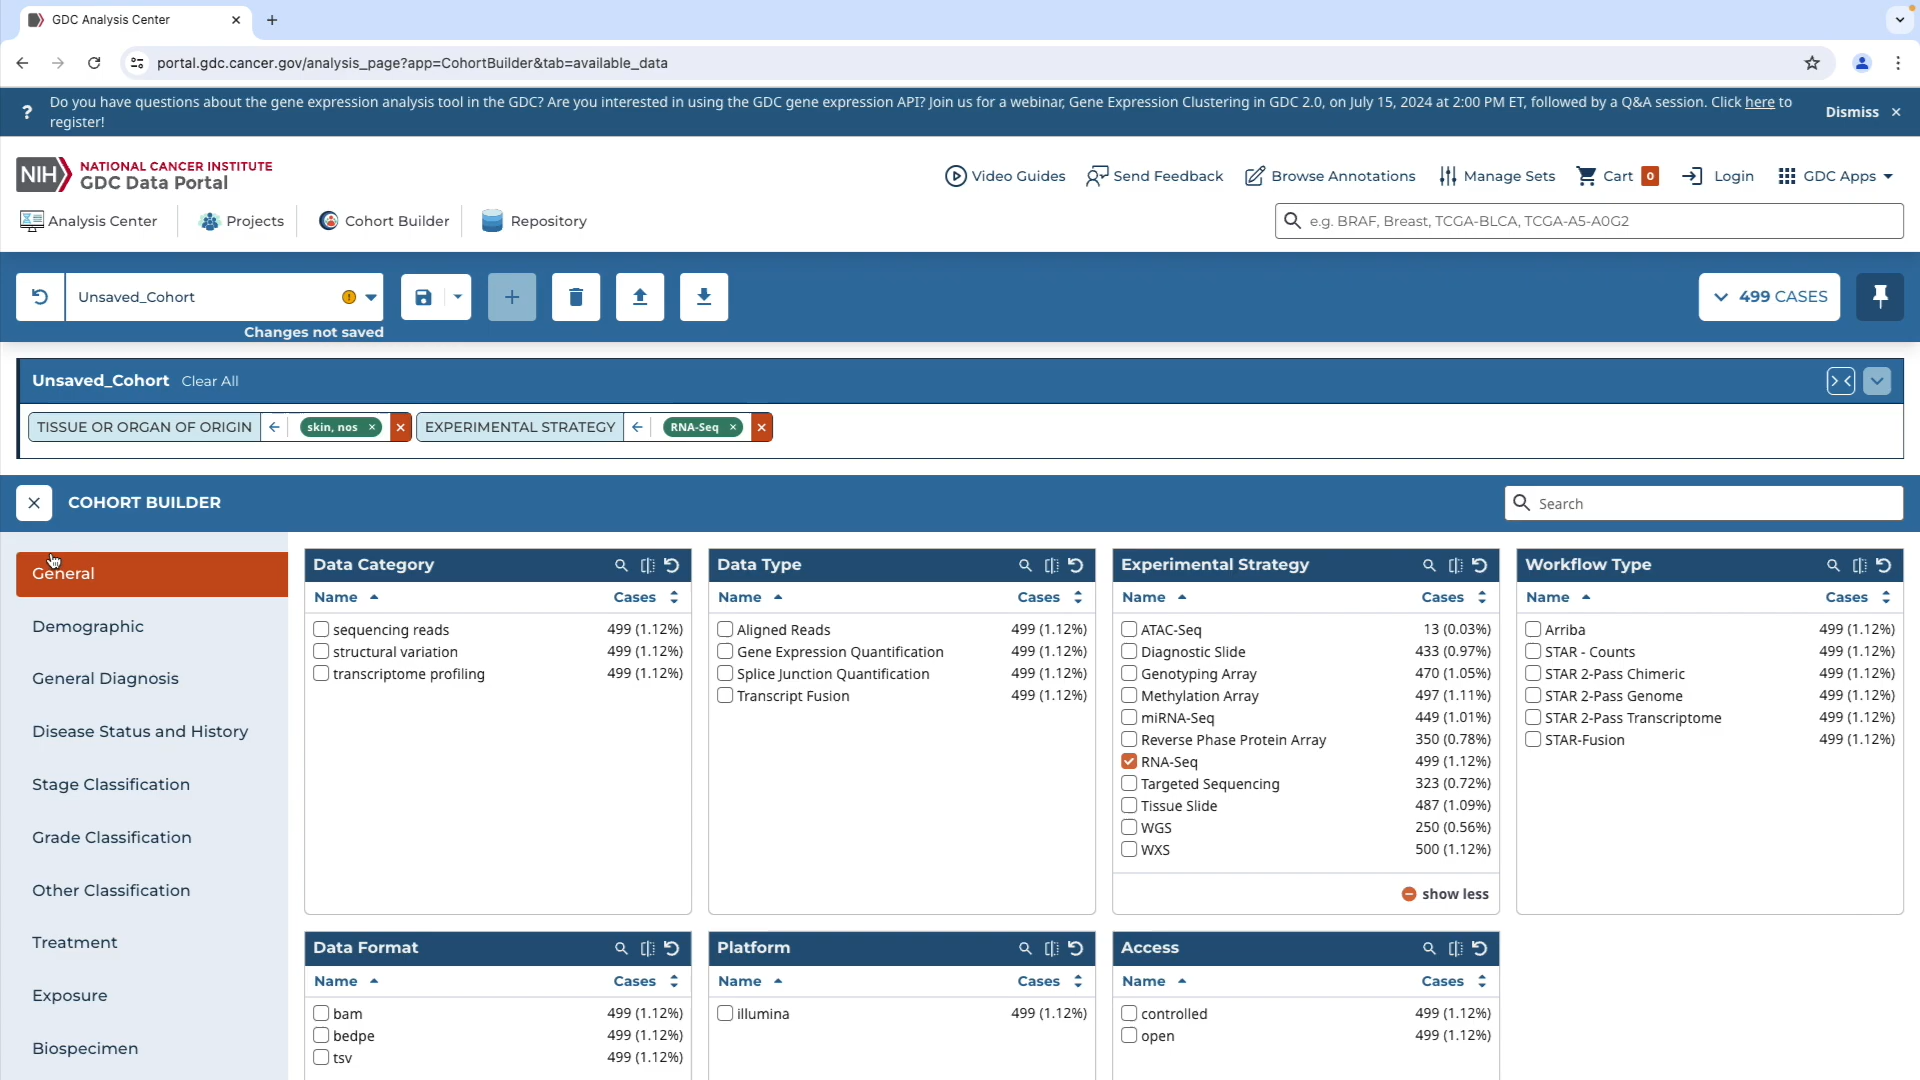 GDC Analysis Center
portal.gdc.cancer.gov/analysis_page?app=CohortBuilder&tab=available_data
? Do you have questions about the gene expression analysis tool in the GDC? Are you interested in using the GDC gene expression API? Join us for a webinar, Gene Expression Clustering in GDC 2.0, on July 15, 2024 at 2:00 PM ET, followed by a Q&A session. Click here to
register!
Dismiss
NIH NATIONAL CANCER INSTITUTE
GDC Data Portal
Video Guides Send Feedback Browse Annotations Manage Sets Cart 0 Login GDC Apps
Analysis Center Projects Cohort Builder Repository
e.g. BRAF, Breast, TCGA-BLCA, TCGA-A5-A0G2
Unsaved_Cohort
499 CASES
Changes not saved
Unsaved_Cohort Clear All
TISSUE OR ORGAN OF ORIGIN skin, nos EXPERIMENTAL STRATEGY RNA-Seq
COHORT BUILDER
Search
General
Demographic
General Diagnosis
Disease Status and History
Stage Classification
Grade Classification
Other Classification
Treatment
Exposure
Biospecimen
Data Category
Name Cases
sequencing reads 499 (1.12%)
structural variation 499 (1.12%)
transcriptome profiling 499 (1.12%)
Data Type
Name Cases
Aligned Reads 499 (1.12%)
Gene Expression Quantification 499 (1.12%)
Splice Junction Quantification 499 (1.12%)
Transcript Fusion 499 (1.12%)
Experimental Strategy
Name Cases
ATAC-Seq 13 (0.03%)
Diagnostic Slide 433 (0.97%)
Genotyping Array 470 (1.05%)
Methylation Array 497 (1.11%)
miRNA-Seq 449 (1.01%)
Reverse Phase Protein Array 350 (0.78%)
RNA-Seq 499 (1.12%)
Targeted Sequencing 323 (0.72%)
Tissue Slide 487 (1.09%)
WGS 250 (0.56%)
WXS 500 (1.12%)
show less
Workflow Type
Name Cases
Arriba 499 (1.12%)
STAR - Counts 499 (1.12%)
STAR 2-Pass Chimeric 499 (1.12%)
STAR 2-Pass Genome 499 (1.12%)
STAR 2-Pass Transcriptome 499 (1.12%)
STAR-Fusion 499 (1.12%)
Data Format
Name Cases
bam 499 (1.12%)
bedpe 499 (1.12%)
tsv 499 (1.12%)
Platform
Name Cases
illumina 499 (1.12%)
Access
Name Cases
controlled 499 (1.12%)
open 499 (1.12%)